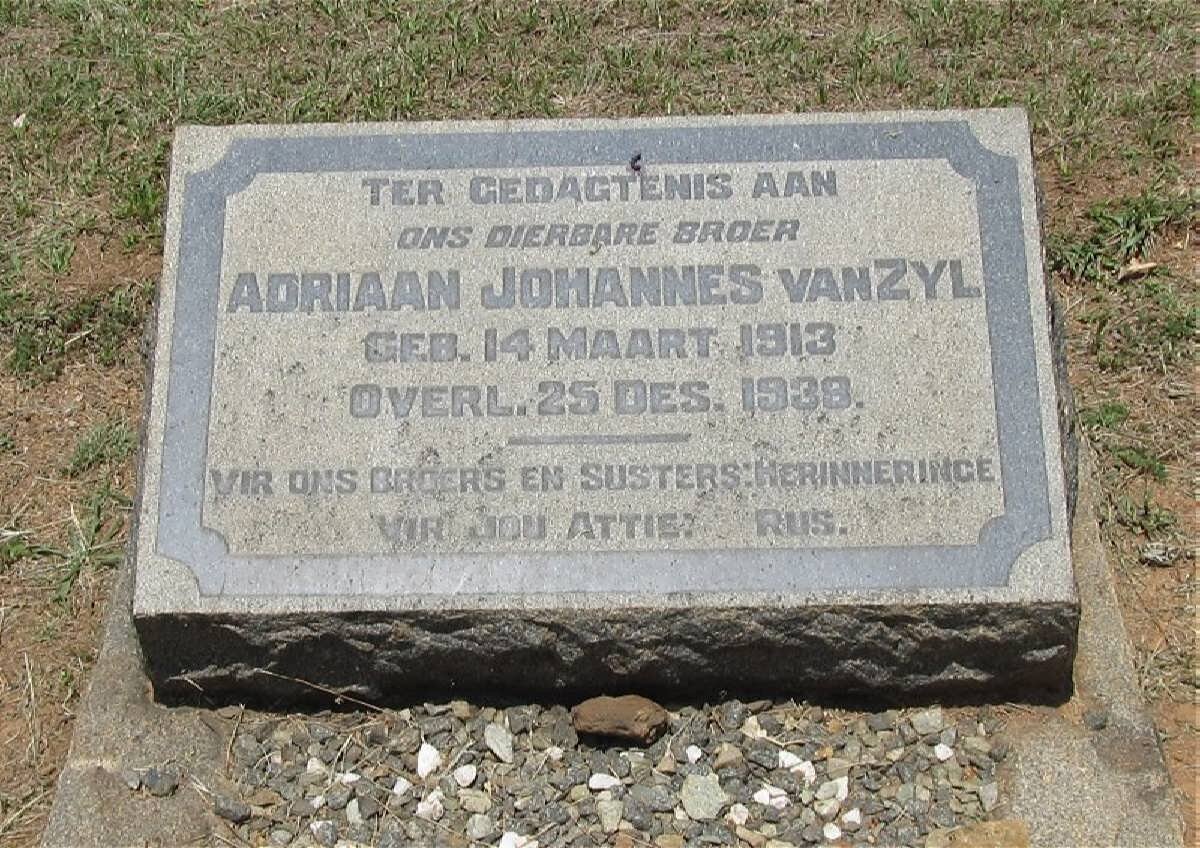 TER GEDAGTENIS AAN
ONS DIERBARE BROER
ADRIAAN JOHANNES VAN ZYL
GEB. 14 MAART 1913
OVERL. 25 DES. 1938.
VIR ONS BROERS EN SUSTERS: HERINNERINGE
VIR JOU ATTIE: RUS.